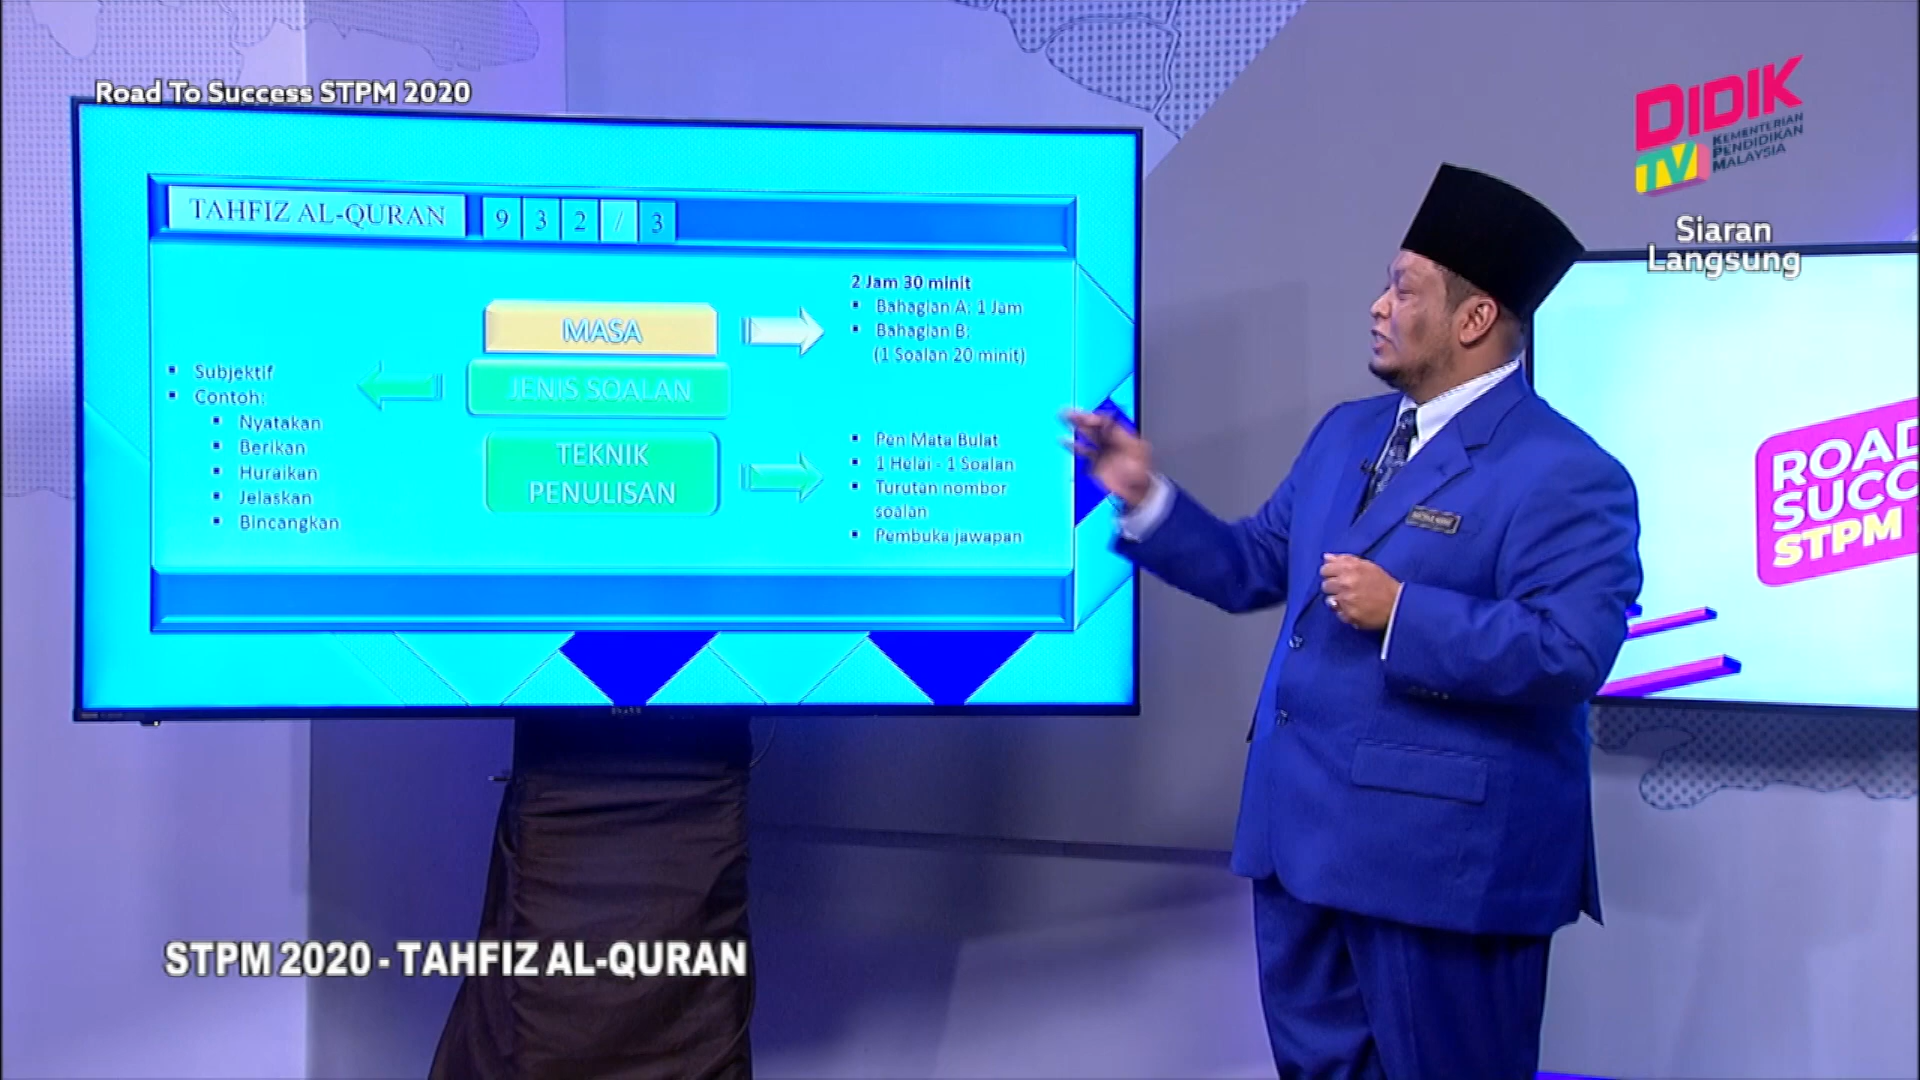 Road To Success STPM 2020
DIDIK
TV
KEMENTERIAN
PENDIDIKAN
MALAYSIA
Siaran
Langsung
TAHFIZ AL-QURAN 9 3 2 / 3
MASA
2 Jam 30 minit
Bahagian A: 1 Jam
Bahagian B:
(1 Soalan 20 minit)
JENIS SOALAN
Subjektif
Contoh:
Nyatakan
Berikan
Huraikan
Jelaskan
Bincangkan
TEKNIK
PENULISAN
Pen Mata Bulat
1 Helai - 1 Soalan
Turutan nombor
soalan
Pembuka jawapan
ROAD
SUCC
STPM
STPM 2020 - TAHFIZ AL-QURAN